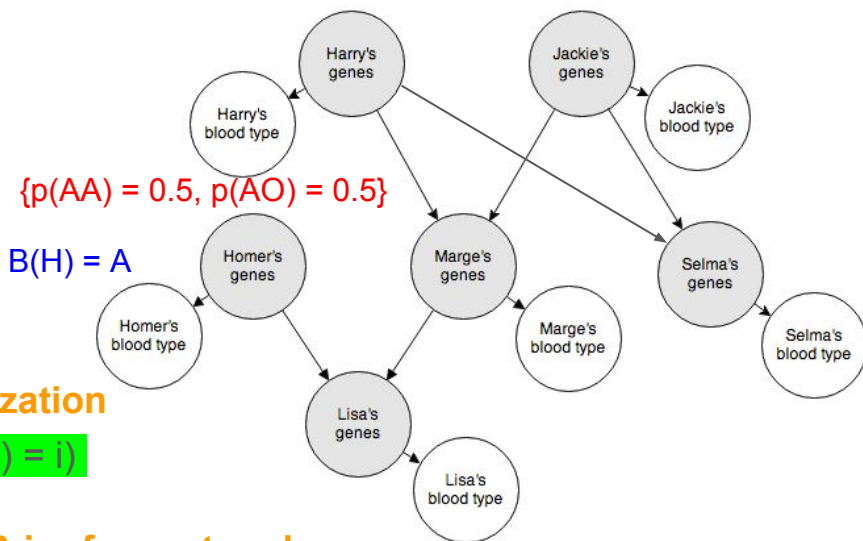 Harry's
genes
Jackie's
genes
Harry's
blood type
Jackie's
blood type
{p(AA) = 0.5, p(AO) = 0.5}
B(H) = A
Homer's
genes
Marge's
genes
Selma's
genes
Homer's
blood type
Marge's
blood type
Selma's
blood type
zation
Lisa's
genes
) = i)
Lisa's
blood type